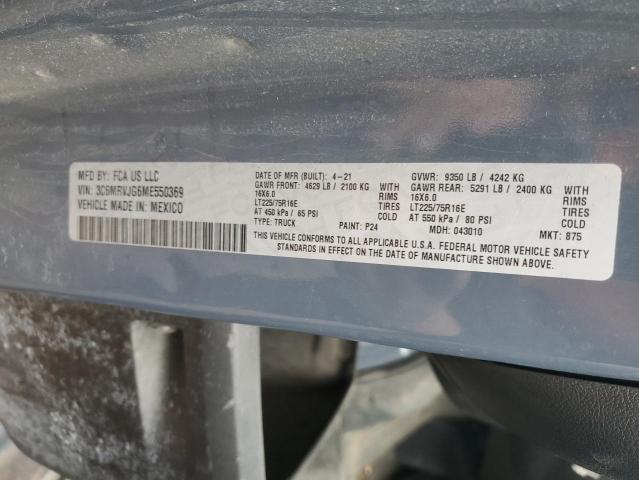 MFD BY: FCA US LLC
VIN: 3C6MRVJG6ME550369
VEHICLE MADE IN: MEXICO
DATE OF MFR (BUILT): 4-21
GAWR FRONT: 4629 LB / 2100 KG WITH
16X6.0 RIMS
LT225/75R16E TIRES
AT 450 kPa/ 65 PSI COLD
TYPE: TRUCK PAINT: P24
GVWR: 9350 LB / 4242 KG
GAWR REAR: 5291 LB / 2400 KG WITH
16X6.0 RIMS
LT225/75R16E TIRES
AT 550 kPa/ 80 PSI COLD
MDH: 043010 MKT: 875
THIS VEHICLE CONFORMS TO ALL APPLICABLE U.S.A. FEDERAL MOTOR VEHICLE SAFETY
STANDARDS IN EFFECT ON THE DATE OF MANUFACTURE SHOWN ABOVE.